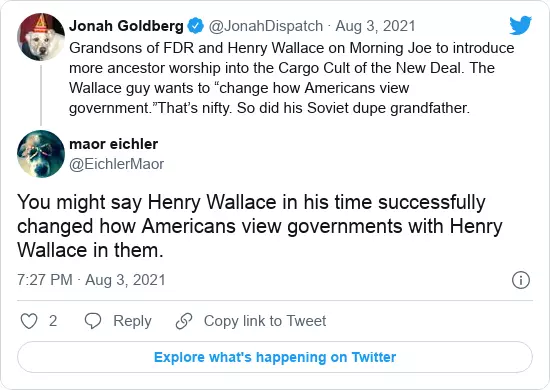 Jonah Goldberg @JonahDispatch · Aug 3, 2021
Grandsons of FDR and Henry Wallace on Morning Joe to introduce
more ancestor worship into the Cargo Cult of the New Deal. The
Wallace guy wants to “change how Americans view
government.”That’s nifty. So did his Soviet dupe grandfather.
maor eichler
@EichlerMaor
You might say Henry Wallace in his time successfully
changed how Americans view governments with Henry
Wallace in them.
7:27 PM · Aug 3, 2021
2 Reply Copy link to Tweet
Explore what's happening on Twitter